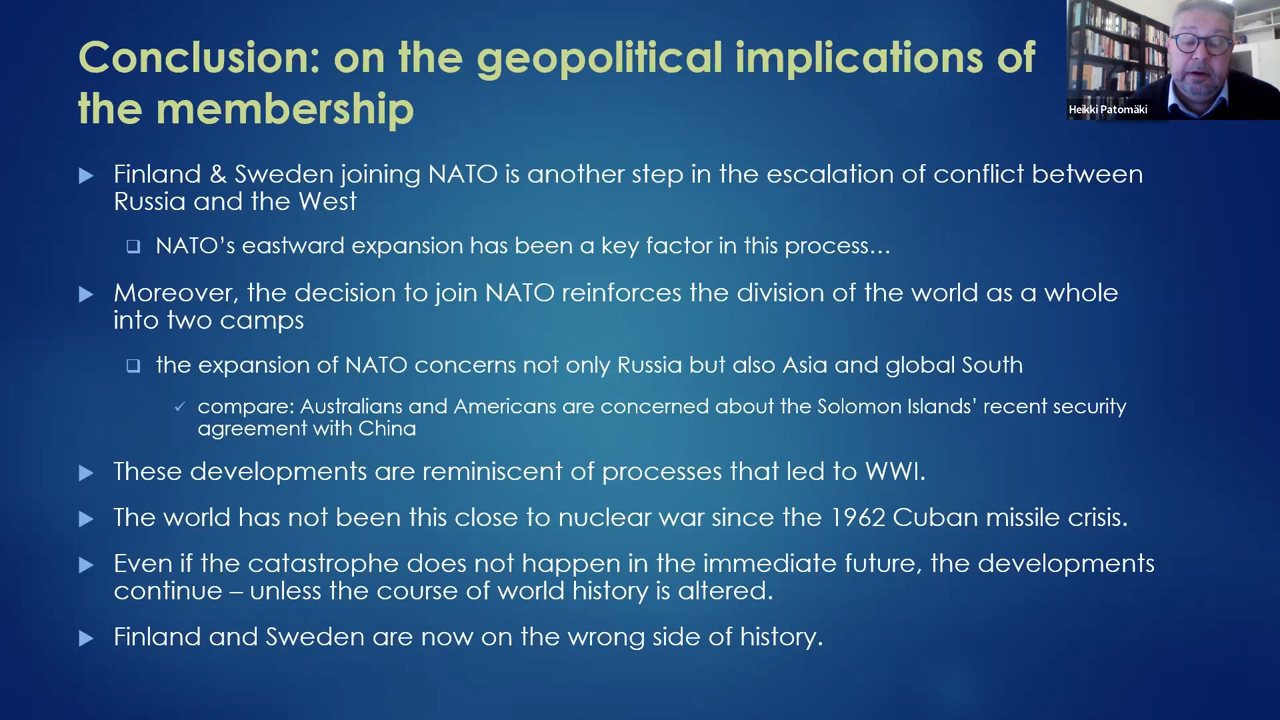 Conclusion: on the geopolitical implications of
the membership
Heikki Patomäki
Finland & Sweden joining NATO is another step in the escalation of conflict between
Russia and the West
NATO’s eastward expansion has been a key factor in this process…
Moreover, the decision to join NATO reinforces the division of the world as a whole
into two camps
the expansion of NATO concerns not only Russia but also Asia and global South
compare: Australians and Americans are concerned about the Solomon Islands’ recent security
agreement with China
These developments are reminiscent of processes that led to WWI.
The world has not been this close to nuclear war since the 1962 Cuban missile crisis.
Even if the catastrophe does not happen in the immediate future, the developments
continue – unless the course of world history is altered.
Finland and Sweden are now on the wrong side of history.